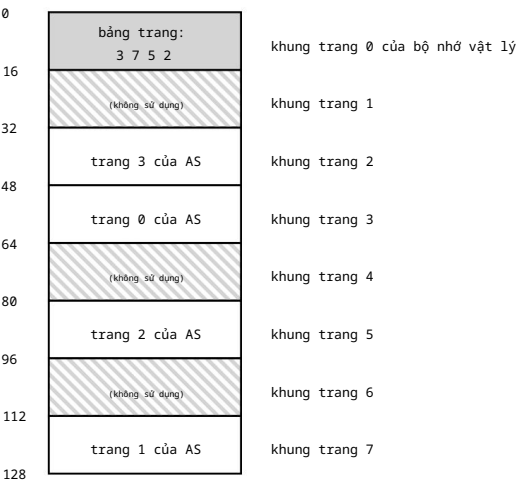 0
bảng trang:
3 7 5 2
khung trang 0 của bộ nhớ vật lý
16
(không sử dụng)
khung trang 1
32
trang 3 của AS
khung trang 2
48
trang 0 của AS
khung trang 3
64
(không sử dụng)
khung trang 4
80
trang 2 của AS
khung trang 5
96
(không sử dụng)
khung trang 6
112
trang 1 của AS
khung trang 7
128